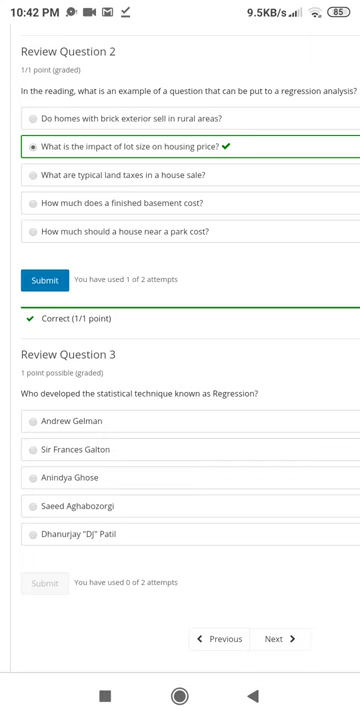 10:42 PM 9.5KB/s 85
Review Question 2
1/1 point (graded)
In the reading, what is an example of a question that can be put to a regression analysis?
Do homes with brick exterior sell in rural areas?
What is the impact of lot size on housing price?
What are typical land taxes in a house sale?
How much does a finished basement cost?
How much should a house near a park cost?
Submit You have used 1 of 2 attempts
Correct (1/1 point)
Review Question 3
1 point possible (graded)
Who developed the statistical technique known as Regression?
Andrew Gelman
Sir Frances Galton
Anindya Ghose
Saeed Aghabozorgi
Dhanurjay "DJ" Patil
Submit You have used 0 of 2 attempts
Previous Next